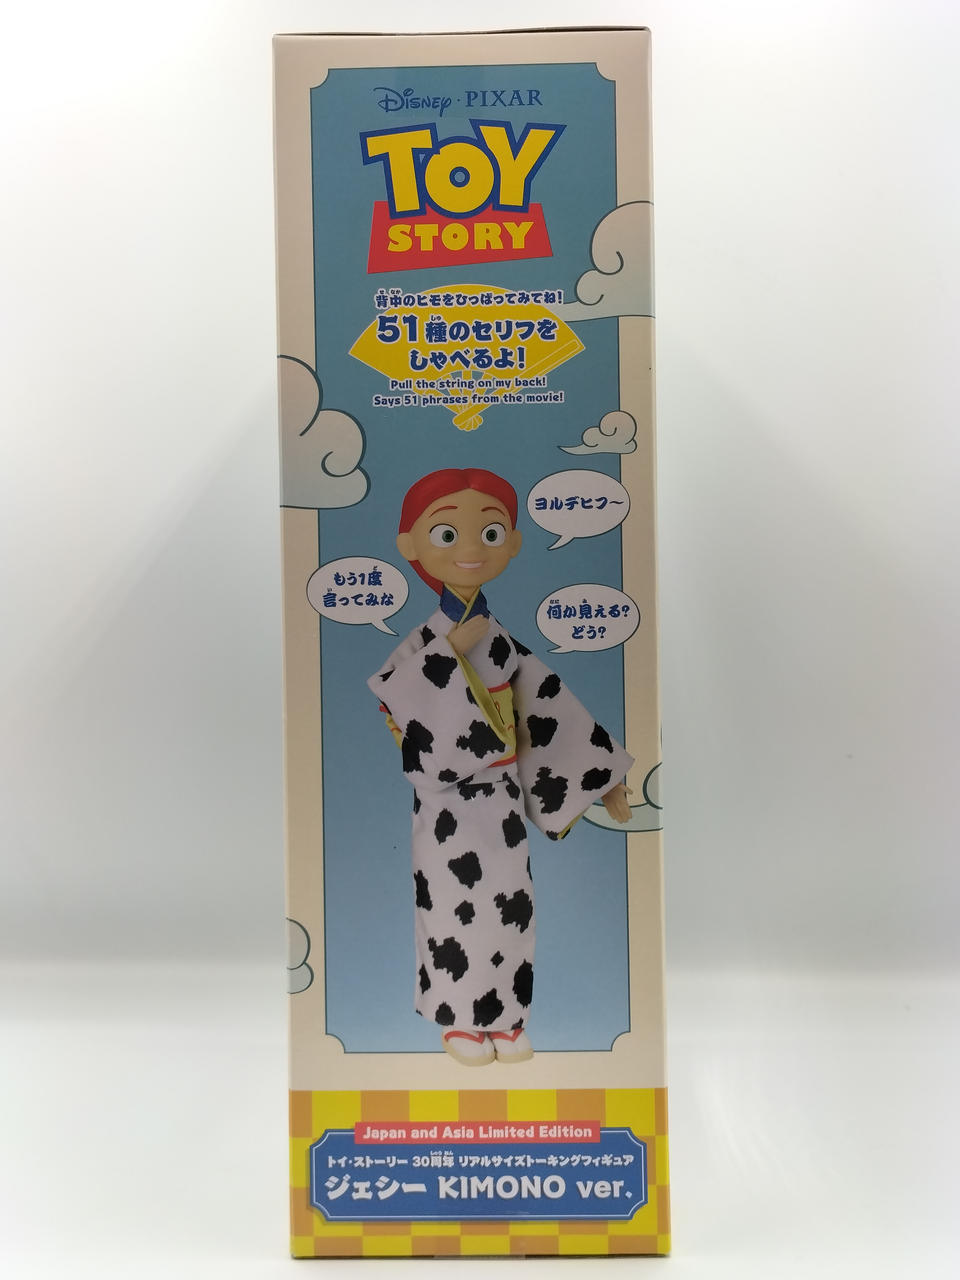 Disney · PIXAR
TOY
STORY
背中のヒモをひっぱってみてね!
51種のセリフを
しゃべるよ!
Pull the string on my back!
Says 51 phrases from the movie!
ヨルデヒフ〜
もう1度
言ってみな
何か見える?
どう?
Japan and Asia Limited Edition
トイ・ストーリー 30周年 リアルサイズトーキングフィギュア
ジェシー KIMONO ver.